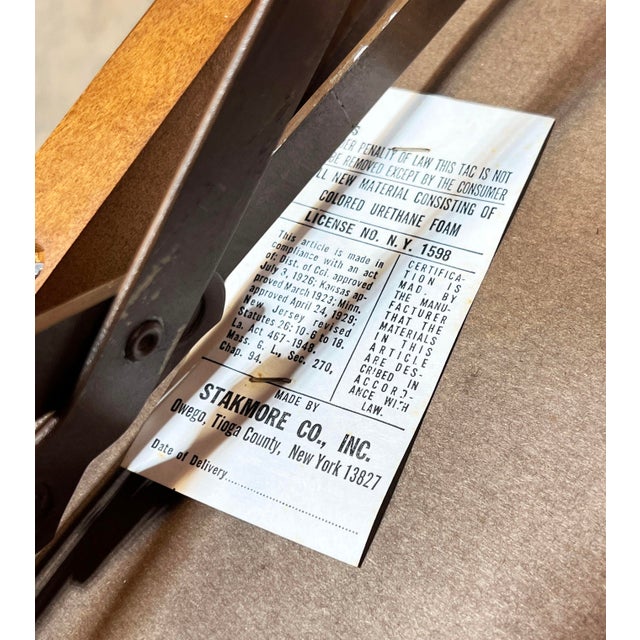 PENALTY OF LAW THIS TAG IS NOT
REMOVED EXCEPT BY THE CONSUMER
NEW MATERIAL CONSISTING OF
COLORED URETHANE FOAM
LICENSE NO. N.Y. 1598
This article is made in
compliance with an act
of: Dist. of Col. approved
July 3, 1926; Kansas ap-
proved March 1923; Minn.
approved April 24, 1929;
New Jersey revised
Statutes 26:10-6 to 18.
La. Act 467-1948.
Mass. G. L., Sec. 270,
Chap. 94.
CERTIFICA-
TION IS
MADE BY
THE MANU-
FACTURER
THAT THE
MATERIALS
IN THIS
ARTICLE
ARE DES-
CRIBED IN
ACCORD-
ANCE WITH
LAW.
MADE BY
STAKMORE CO., INC.
Owego, Tioga County, New York 13827
Date of Delivery